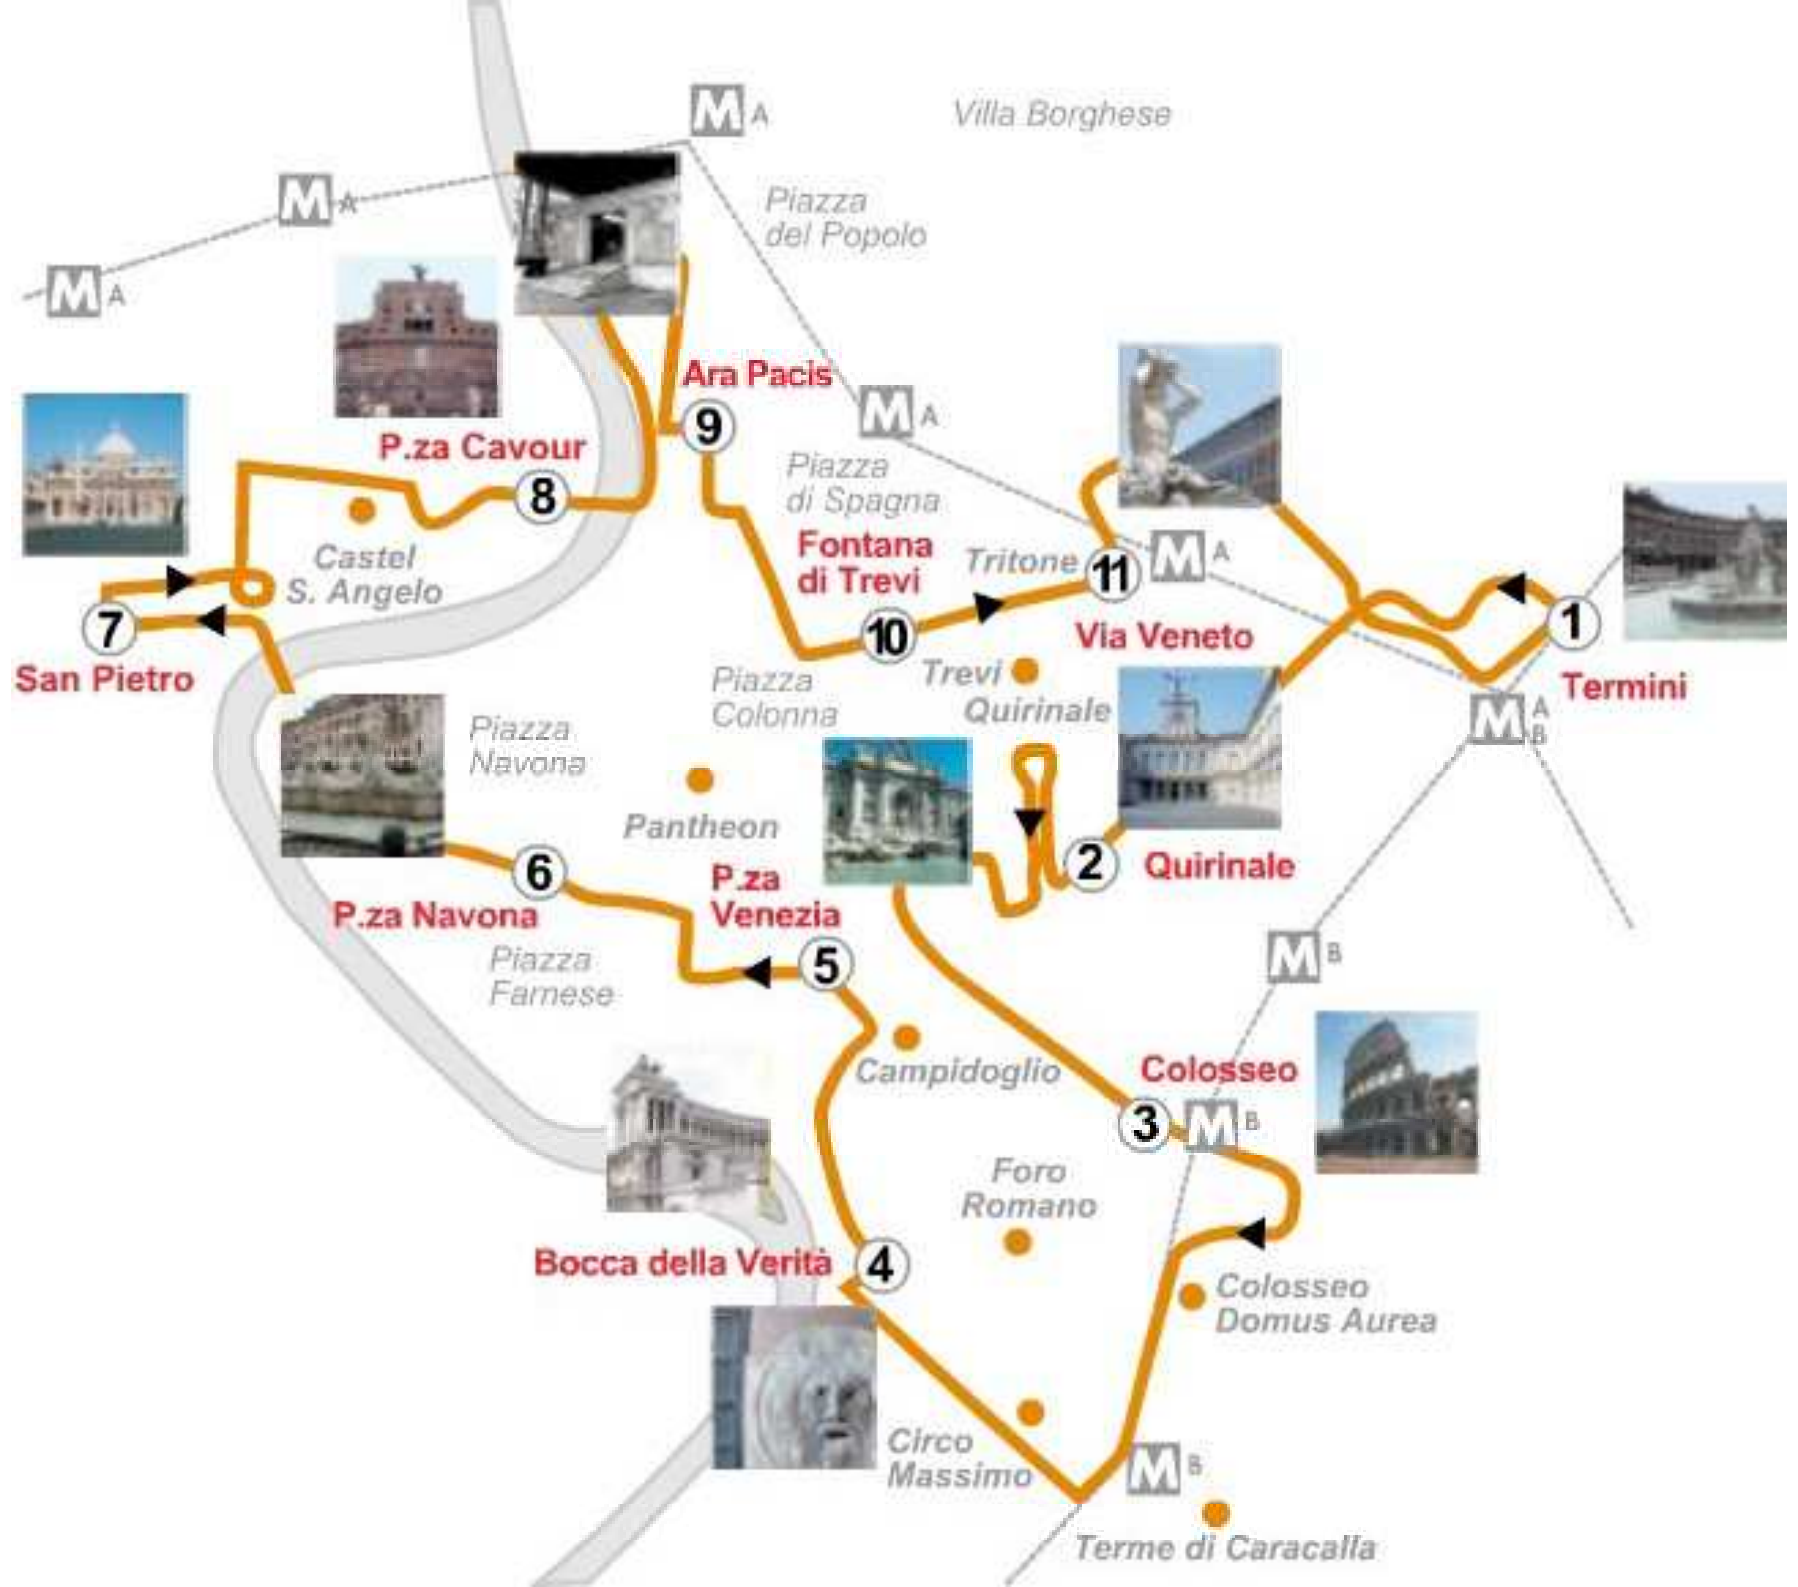 M A
Villa Borghese
M A
Piazza
del Popolo
M A
Ara Pacis
M A
9
P.za Cavour
8
Piazza
di Spagna
Castel
S. Angelo
Fontana
di Trevi
Tritone
11
M A
1
7
San Pietro
10
Via Veneto
Termini
Trevi
Quirinale
Piazza
Colonna
M A
B
Piazza
Navona
Pantheon
2
Quirinale
6
P.za Navona
P.za
Venezia
5
Piazza
Farnese
M B
Campidoglio
Colosseo
3
M B
Foro
Romano
Bocca della Verità
4
Colosseo
Domus Aurea
Circo
Massimo
M B
Terme di Caracalla